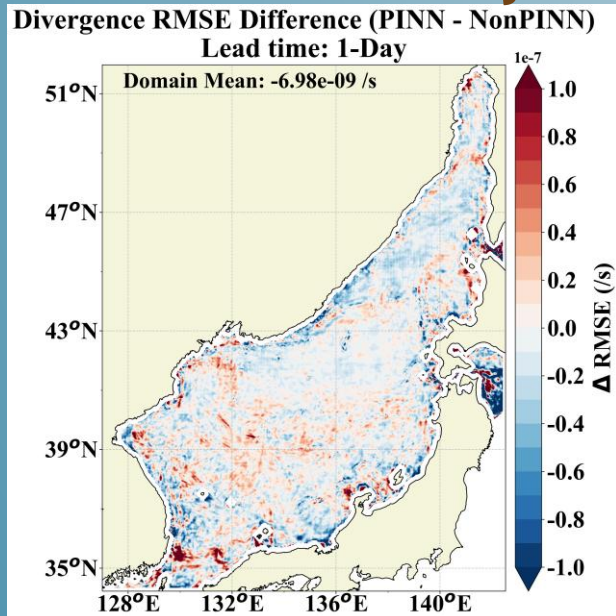 Divergence RMSE Difference (PINN - NonPINN)
Lead time: 1-Day
1e-7
Domain Mean: -6.98e-09 /s
51°N
47°N
43°N
39°N
35°N
128°E 132°E 136°E 140°E
1.0
0.8
0.6
0.4
0.2
0.0
-0.2
-0.4
-0.6
-0.8
-1.0
Δ RMSE (/s)